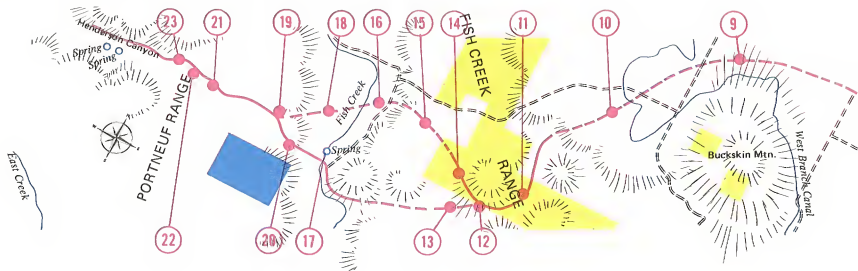 23
21
19
18
16
15
14
11
10
9
Henderson Canyon
Spring
Spring
PORTNEUF RANGE
Fish Creek
FISH CREEK
RANGE
Spring
East Creek
Buckskin Mtn.
West Branch Canal
22
20
17
13
12